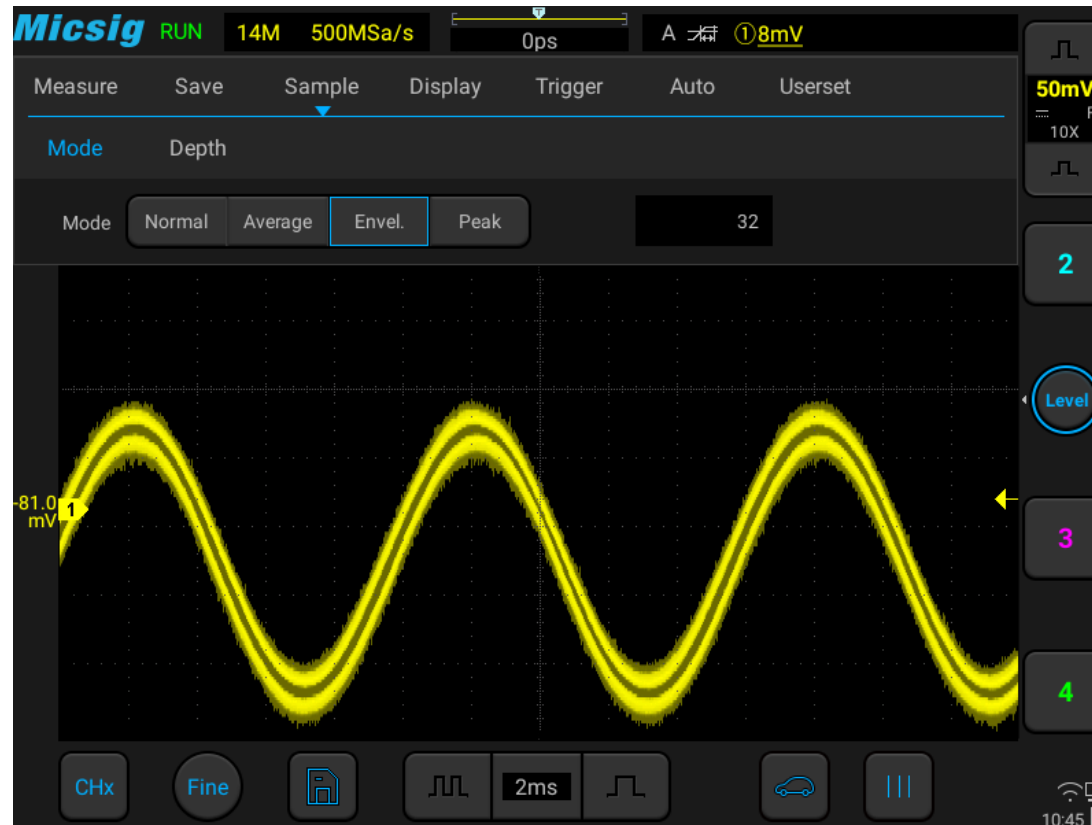 Micsig RUN 14M 500MSa/s T 0ps A ①8mV
Measure Save Sample Display Trigger Auto Userset
50mV
10X
Mode Depth
Mode Normal Average Envel. Peak 32
2
Level
-81.0
mV
1
3
4
CHx Fine 2ms
10:45